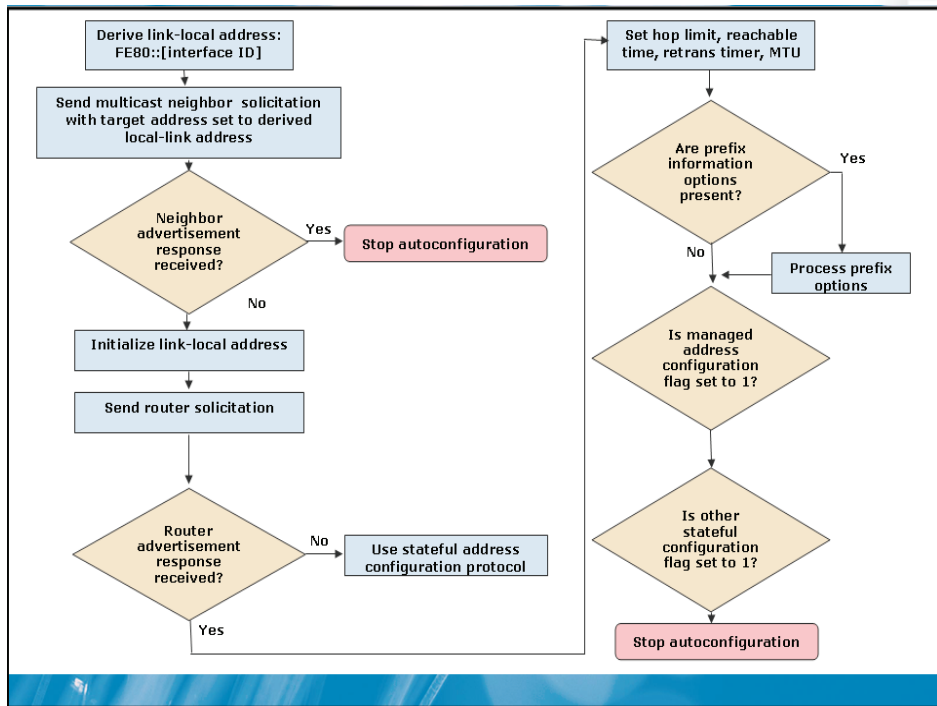 Derive link-local address:
FE80::[interface ID]
Send multicast neighbor solicitation
with target address set to derived
local-link address
Neighbor
advertisement
response
received?
Yes
Stop autoconfiguration
No
Initialize link-local address
Send router solicitation
Router
advertisement
response
received?
No
Use stateful address
configuration protocol
Yes
Set hop limit, reachable
time, retrans timer, MTU
Are prefix
information
options
present?
Yes
No
Process prefix
options
Is managed
address
configuration
flag set to 1?
Is other
stateful
configuration
flag set to 1?
Stop autoconfiguration